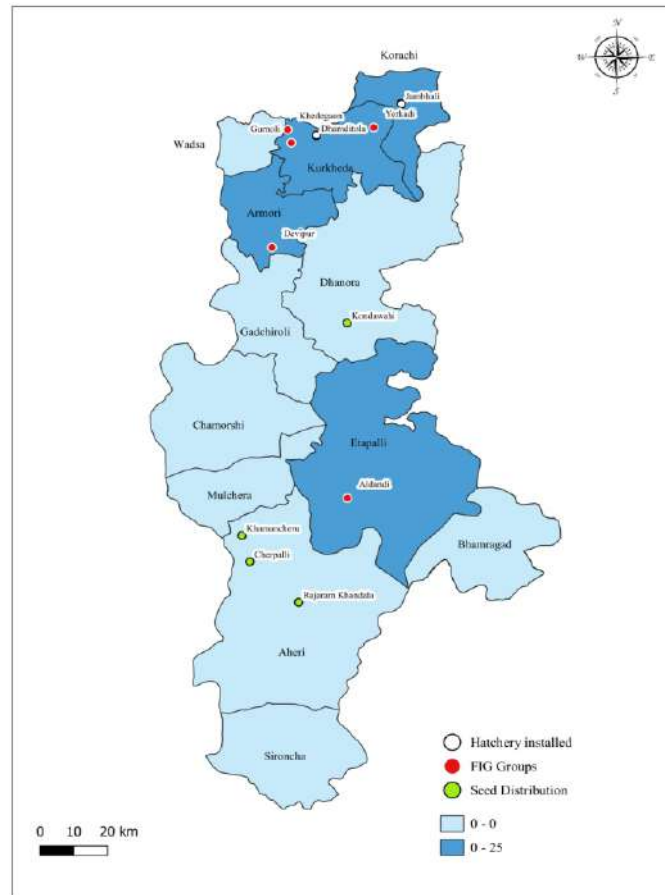 N
W
E
S
Korachi
Jambhali
Khedegaon
Yerkadi
Gurnoli
Dhamditola
Wadsa
Kurkheda
Armori
Devipur
Dhanora
Kondawahi
Gadchiroli
Chamorshi
Etapalli
Aldandi
Mulchera
Khamancheru
Bhamragad
Cherpalli
Rajaram Khandala
Aheri
Sironcha
Hatchery installed
FIG Groups
Seed Distribution
0 - 0
0 - 25
0 10 20 km